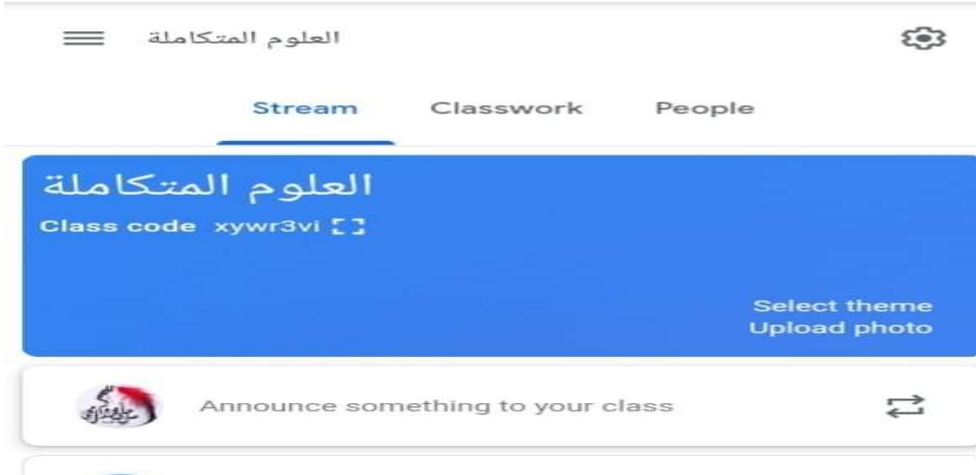 العلوم المتكاملة
Stream Classwork People
العلوم المتكاملة
Class code xywr3vi
Select theme
Upload photo
Announce something to your class